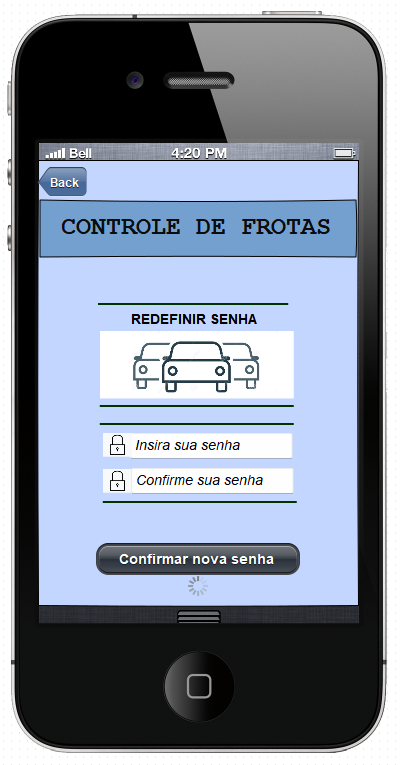 Bell
4:20 PM
Back
CONTROLE DE FROTAS
REDEFINIR SENHA
Insira sua senha
Confirme sua senha
Confirmar nova senha